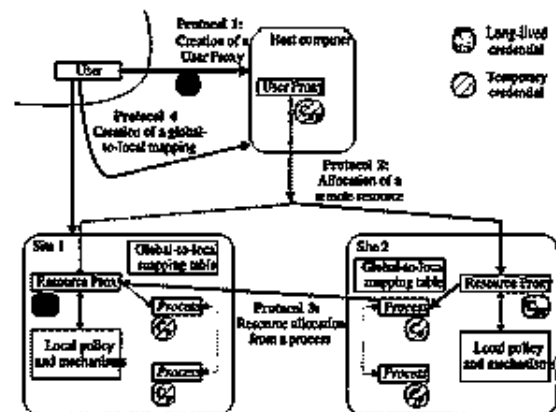 Protocol 1:
Creation of a
User Proxy
Host computer
Long-lived
credential
User
User Proxy
Temporary
credential
Protocol 4
Creation of a global-
to-local mapping
Protocol 2:
Allocation of a
remote resource
Site 1
Global-to-local
mapping table
Resource Proxy
Process
Local policy
and mechanisms
Process
Protocol 3:
Resource allocation
from a process
Site 2
Global-to-local
mapping table
Resource Proxy
Process
Local policy
and mechanisms
Process